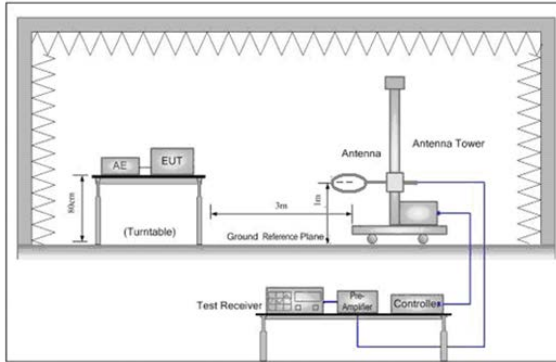 AE
EUT
Antenna
Antenna Tower
80cm
(Turntable)
3m
1m
Ground Reference Plane
Test Receiver
Pre-
Amplifier
Controller